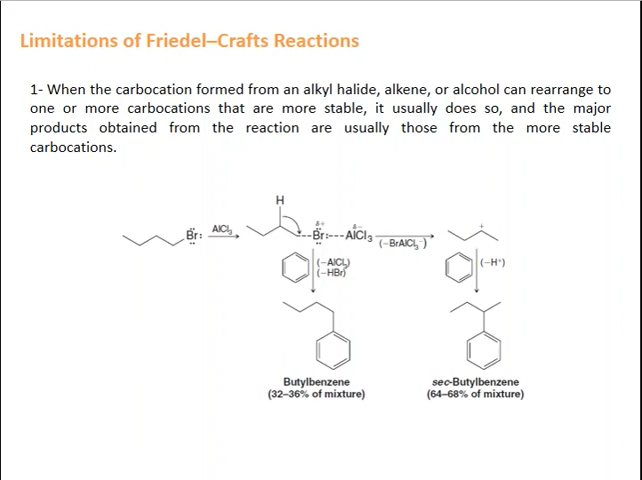 Limitations of Friedel–Crafts Reactions
1- When the carbocation formed from an alkyl halide, alkene, or alcohol can rearrange to
one or more carbocations that are more stable, it usually does so, and the major
products obtained from the reaction are usually those from the more stable
carbocations.
H
Br: AlCl3 δ+ Br:---AlCl3 δ− (−BrAlCl3−) +
(−AlCl3) (−H+)
(−HBr)
Butylbenzene sec-Butylbenzene
(32–36% of mixture) (64–68% of mixture)